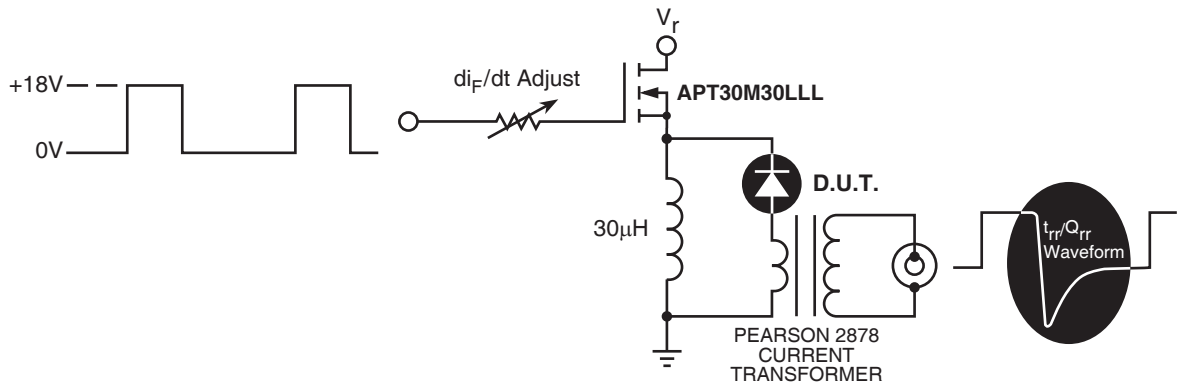 V_r
+18V
di_F/dt Adjust
APT30M30LLL
0V
D.U.T.
30μH
t_rr/Q_rr
Waveform
PEARSON 2878
CURRENT
TRANSFORMER